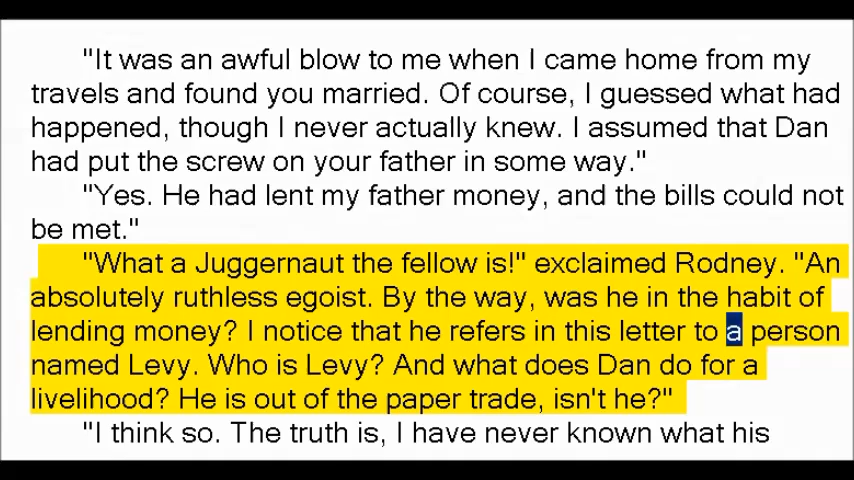 "It was an awful blow to me when I came home from my
travels and found you married. Of course, I guessed what had
happened, though I never actually knew. I assumed that Dan
had put the screw on your father in some way."
"Yes. He had lent my father money, and the bills could not
be met."
"What a Juggernaut the fellow is!" exclaimed Rodney. "An
absolutely ruthless egoist. By the way, was he in the habit of
lending money? I notice that he refers in this letter to a person
named Levy. Who is Levy? And what does Dan do for a
livelihood? He is out of the paper trade, isn't he?"
"I think so. The truth is, I have never known what his